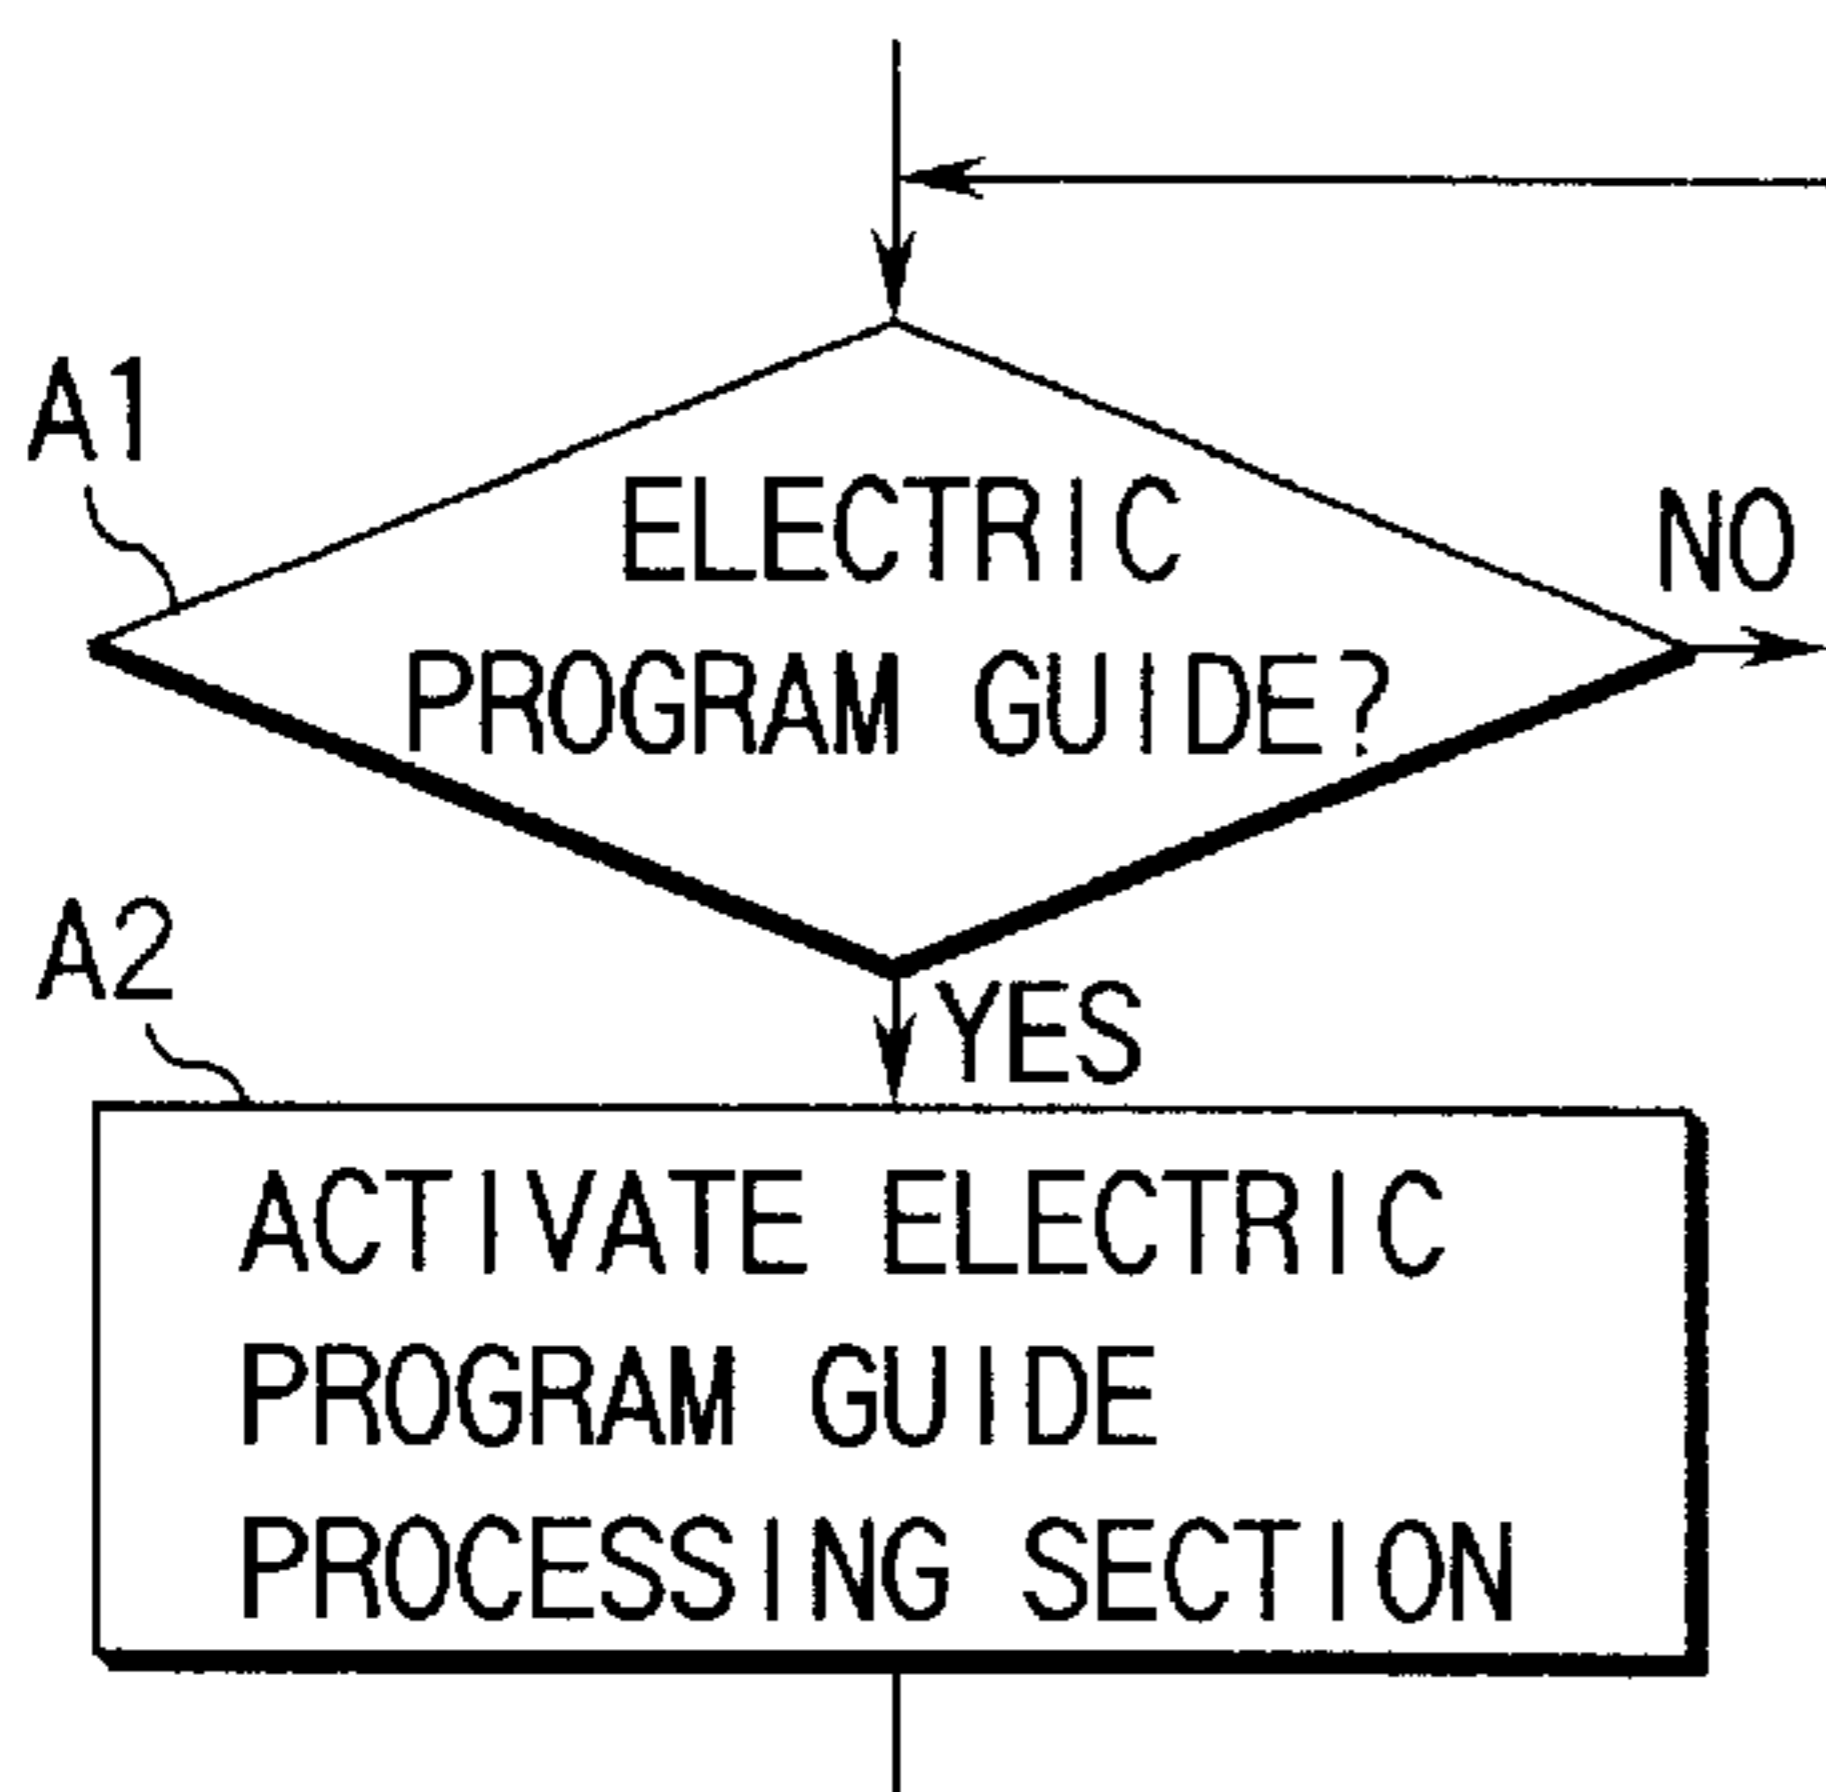 A1
ELECTRIC
PROGRAM GUIDE?
NO
A2
YES
ACTIVATE ELECTRIC
PROGRAM GUIDE
PROCESSING SECTION